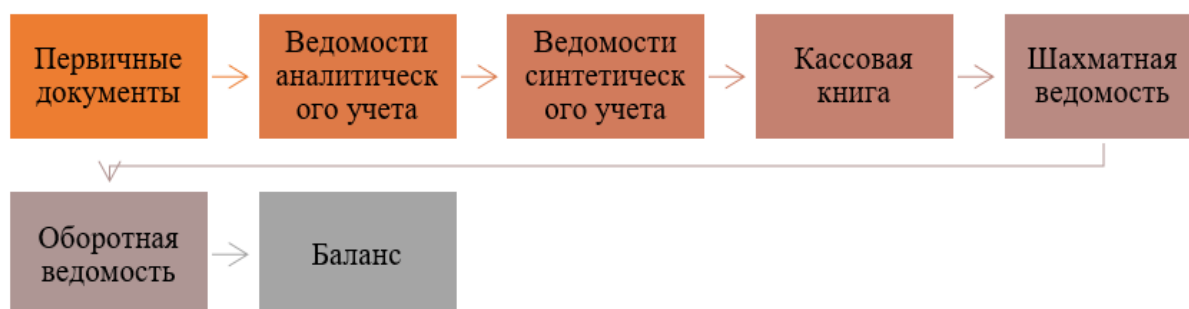 Первичные
документы
Ведомости
аналитическ
ого учета
Ведомости
синтетическ
ого учета
Кассовая
книга
Шахматная
ведомость
Оборотная
ведомость
Баланс